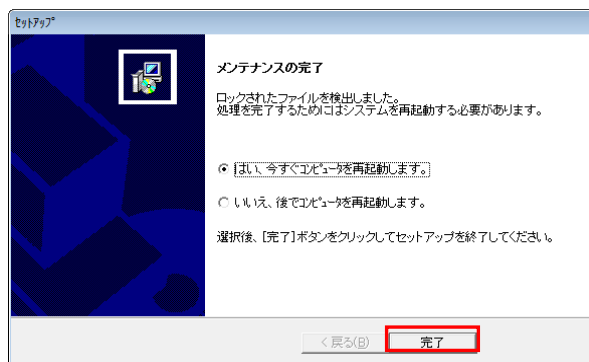 ｾｯﾄｱｯﾌﾟ
メンテナンスの完了
ロックされたファイルを検出しました。
処理を完了するためにはシステムを再起動する必要があります。
はい、今すぐｺﾝﾋﾟｭｰﾀを再起動します。
いいえ、後でｺﾝﾋﾟｭｰﾀを再起動します。
選択後、[完了]ボタンをクリックしてセットアップを終了してください。
< 戻る(B)
完了